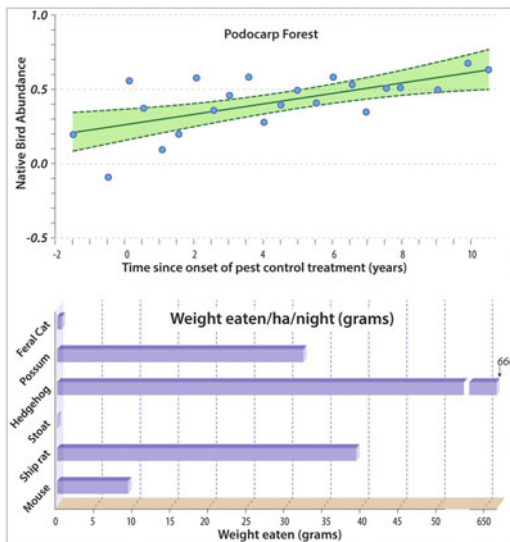 Podocarp Forest
Native Bird Abundance
1.0
0.5
0.0
-0.5
-2 0 2 4 6 8 10
Time since onset of pest control treatment (years)
Weight eaten/ha/night (grams)
Feral Cat
Possum
Hedgehog
Stoat
Ship rat
Mouse
0 5 10 15 20 25 30 35 40 45 50 650
Weight eaten (grams)